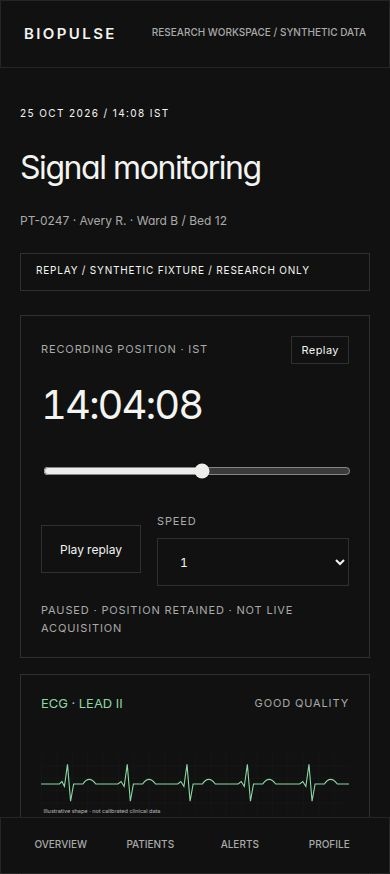 BIOPULSE
RESEARCH WORKSPACE / SYNTHETIC DATA
25 OCT 2026 / 14:08 IST
Signal monitoring
PT-0247 · Avery R. · Ward B / Bed 12
REPLAY / SYNTHETIC FIXTURE / RESEARCH ONLY
RECORDING POSITION · IST
Replay
14:04:08
SPEED
Play replay
1
PAUSED · POSITION RETAINED · NOT LIVE
ACQUISITION
ECG · LEAD II
GOOD QUALITY
Illustrative shape · not calibrated clinical data
OVERVIEW
PATIENTS
ALERTS
PROFILE